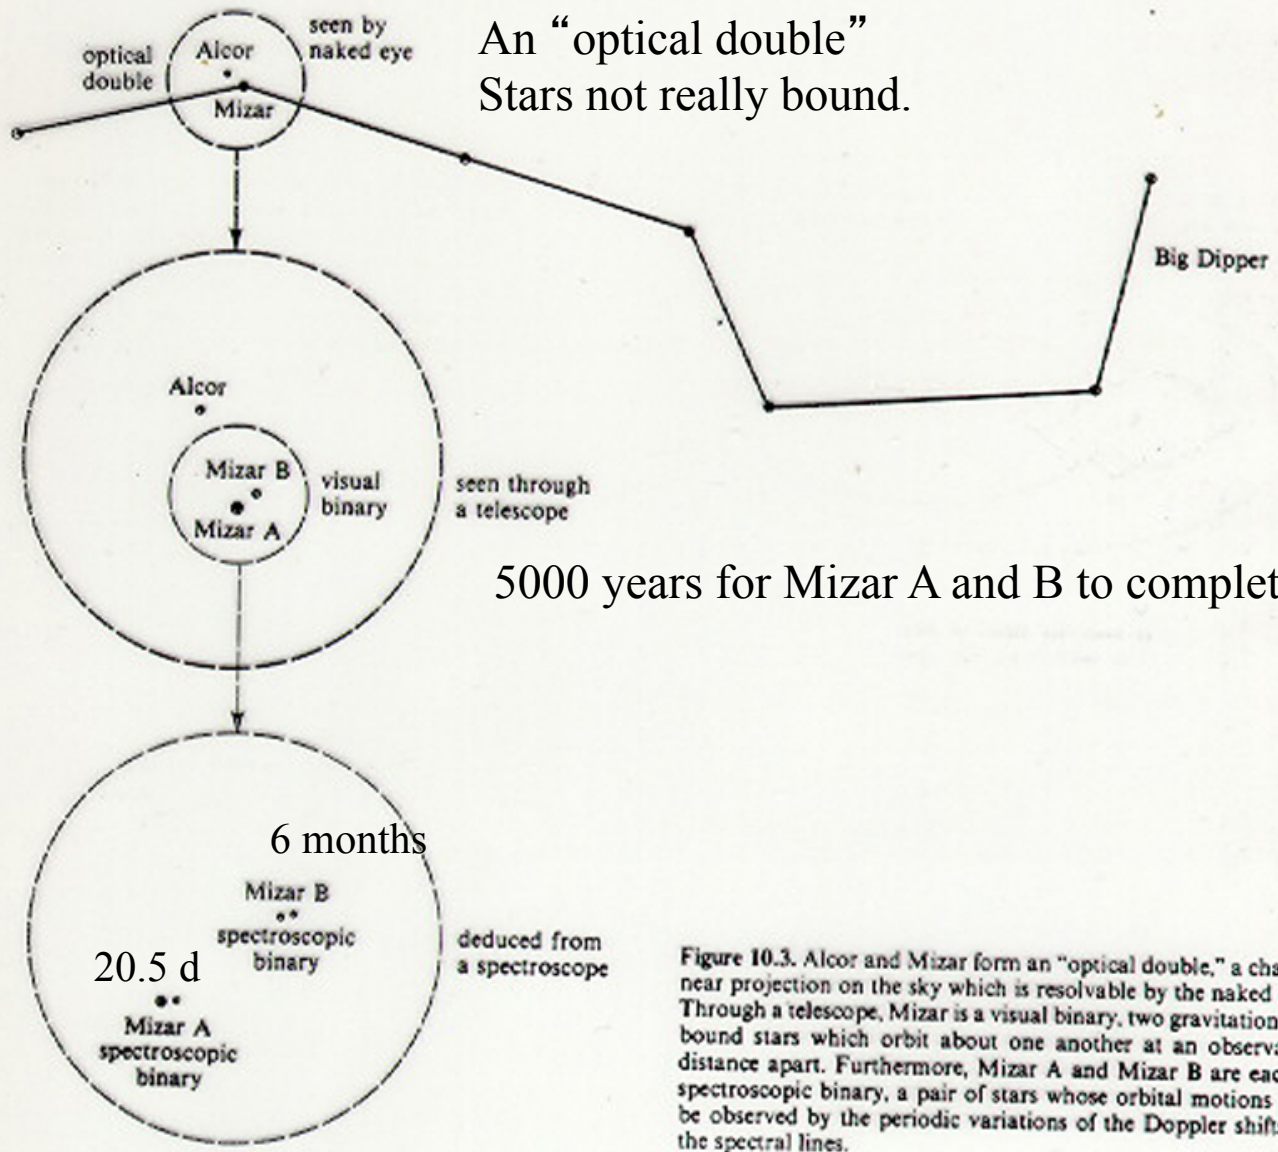 An “optical double”
Stars not really bound.
seen by
naked eye
optical
double
Alcor
Mizar
Big Dipper
Alcor
Mizar B
Mizar A
visual
binary
seen through
a telescope
5000 years for Mizar A and B to complet
6 months
Mizar B
spectroscopic
binary
20.5 d
Mizar A
spectroscopic
binary
deduced from
a spectroscope
Figure 10.3. Alcor and Mizar form an "optical double," a cha
near projection on the sky which is resolvable by the naked
Through a telescope, Mizar is a visual binary, two gravitation
bound stars which orbit about one another at an observa
distance apart. Furthermore, Mizar A and Mizar B are eac
spectroscopic binary, a pair of stars whose orbital motions
be observed by the periodic variations of the Doppler shift
the spectral lines.